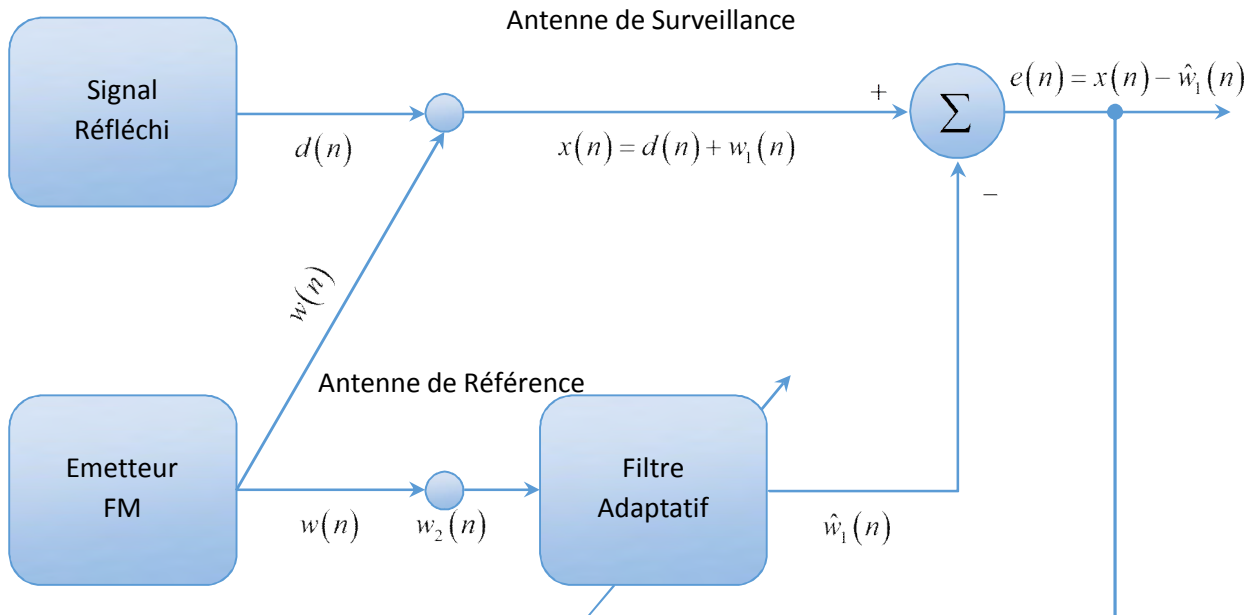 Antenne de Surveillance
Signal
Réfléchi
d(n)
x(n) = d(n) + w₁(n)
+
Σ
−
e(n) = x(n) − ŵ₁(n)
w(n)
Antenne de Référence
Emetteur
FM
w(n)
w₂(n)
Filtre
Adaptatif
ŵ₁(n)